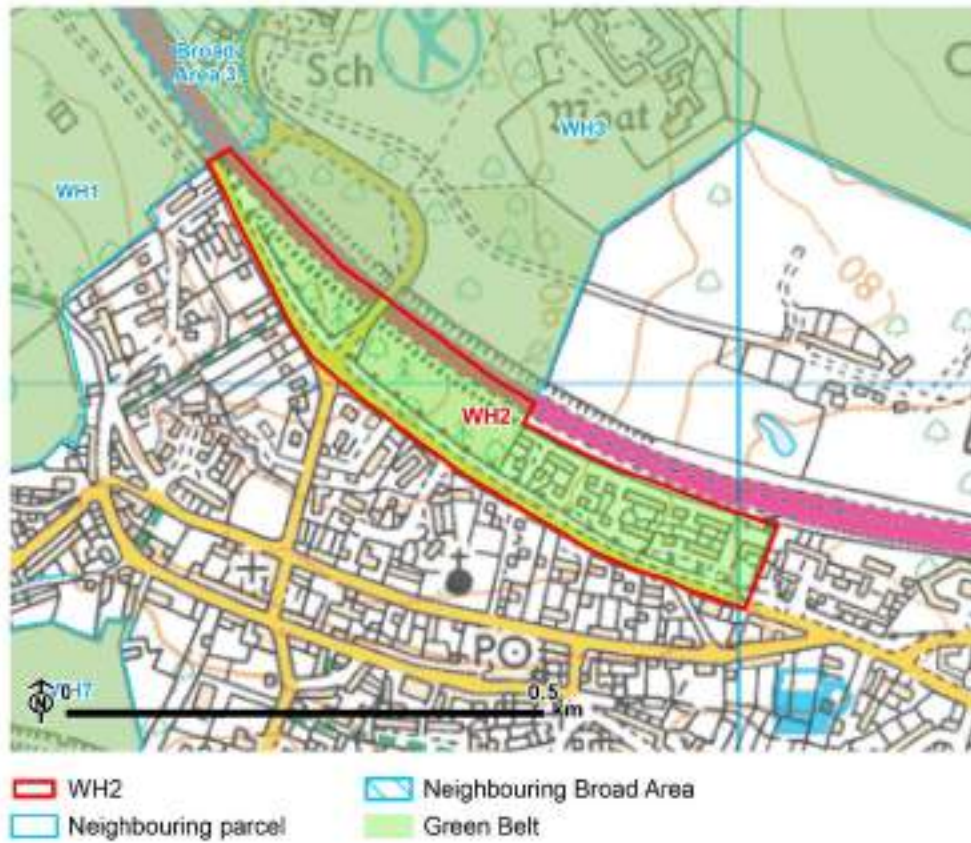 Broad
Area 3
Sch
Moat
WH3
WH1
80
WH2
PO
WH7
N
0
0.5
km
WH2
Neighbouring Broad Area
Neighbouring parcel
Green Belt